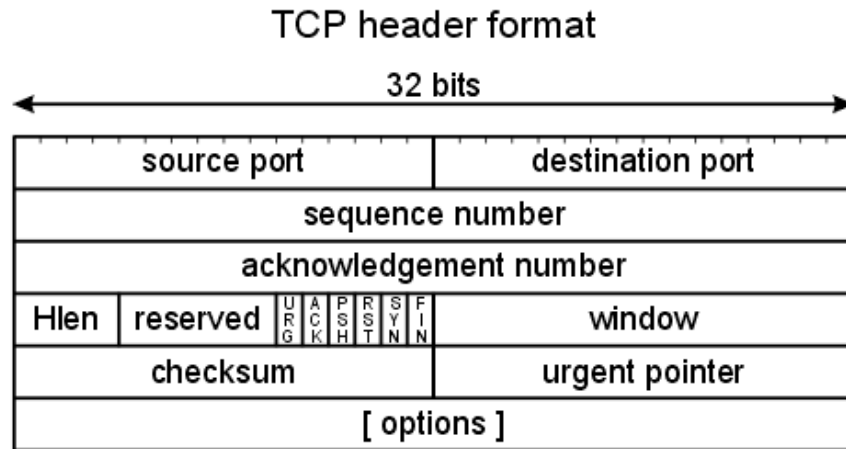 TCP header format
32 bits
source port destination port
sequence number
acknowledgement number
Hlen reserved URG ACK PSH RST SYN FIN window
checksum urgent pointer
[ options ]